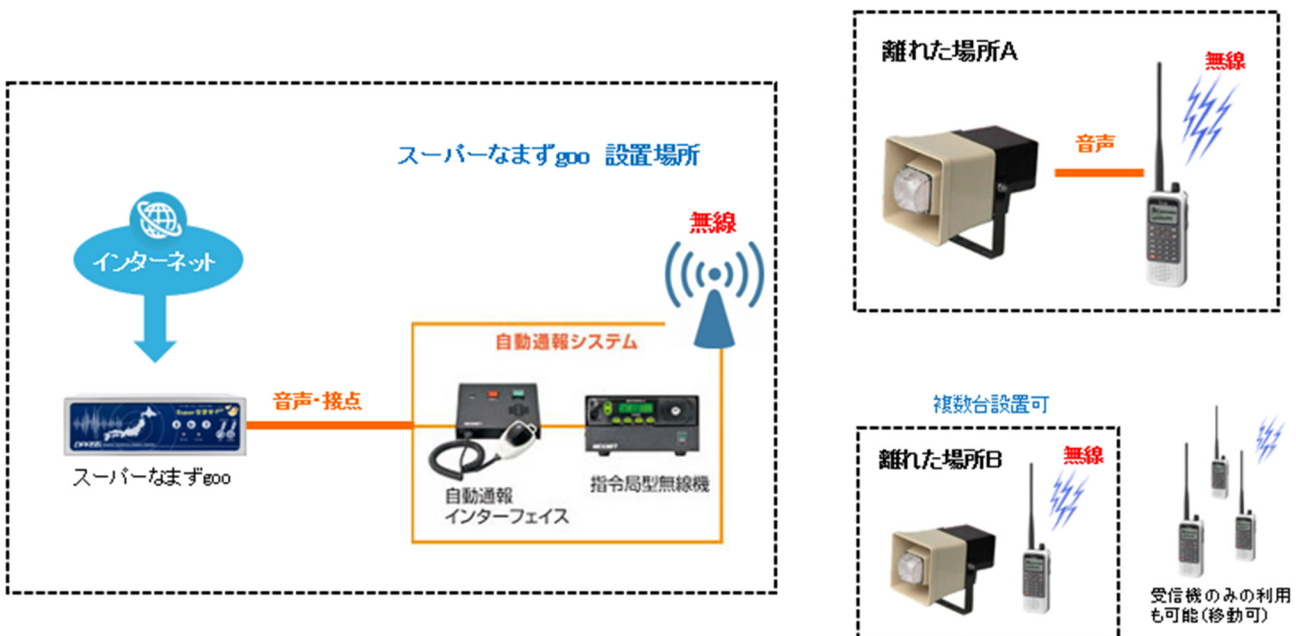 スーパーなまずgoo 設置場所
無線
インターネット
自動通報システム
音声・接点
スーパーなまずgoo
自動通報
インターフェイス
指令局型無線機
離れた場所A
無線
音声
複数台設置可
離れた場所B
無線
受信機のみの利用
も可能(移動可)